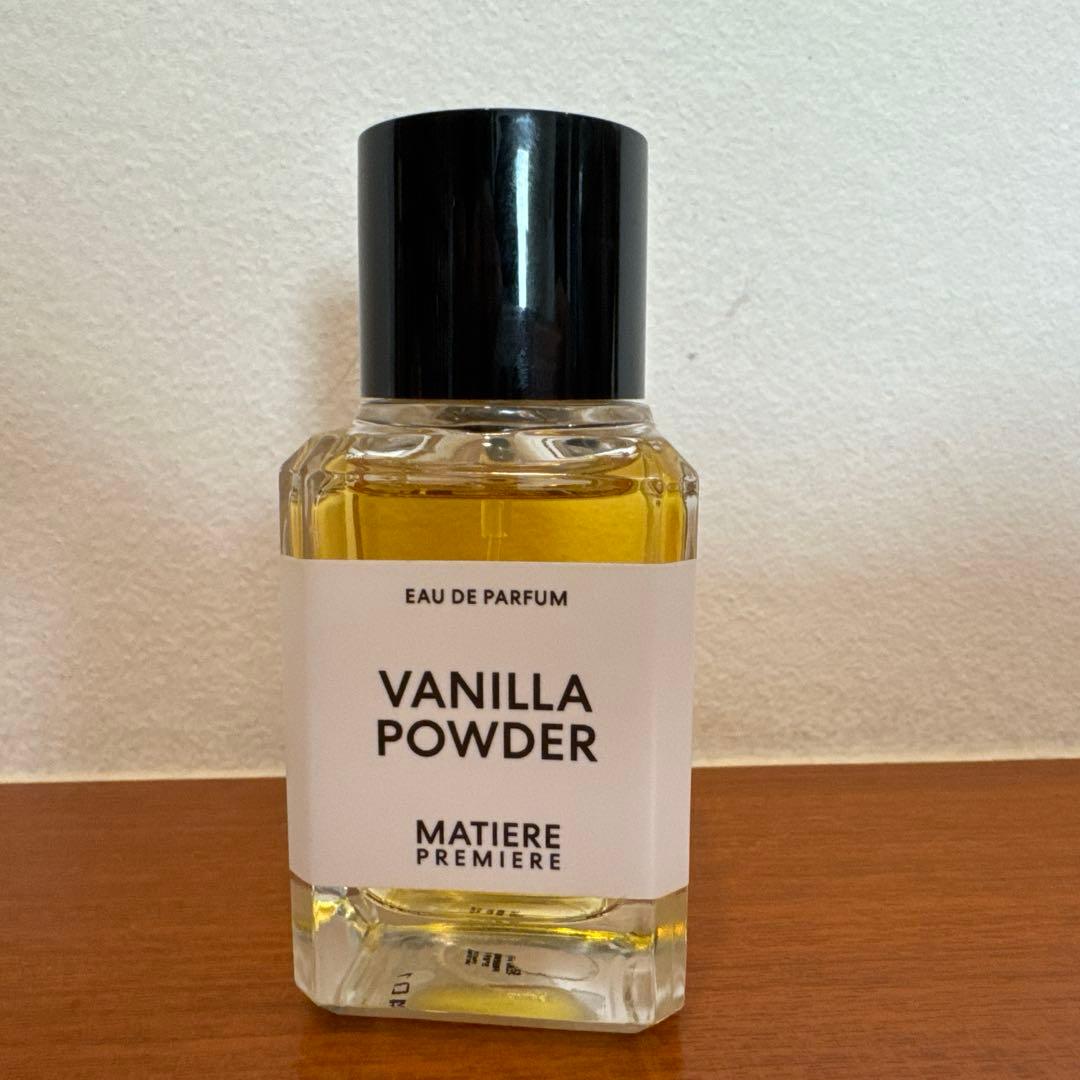 EAU DE PARFUM
VANILLA
POWDER
MATIERE
PREMIERE